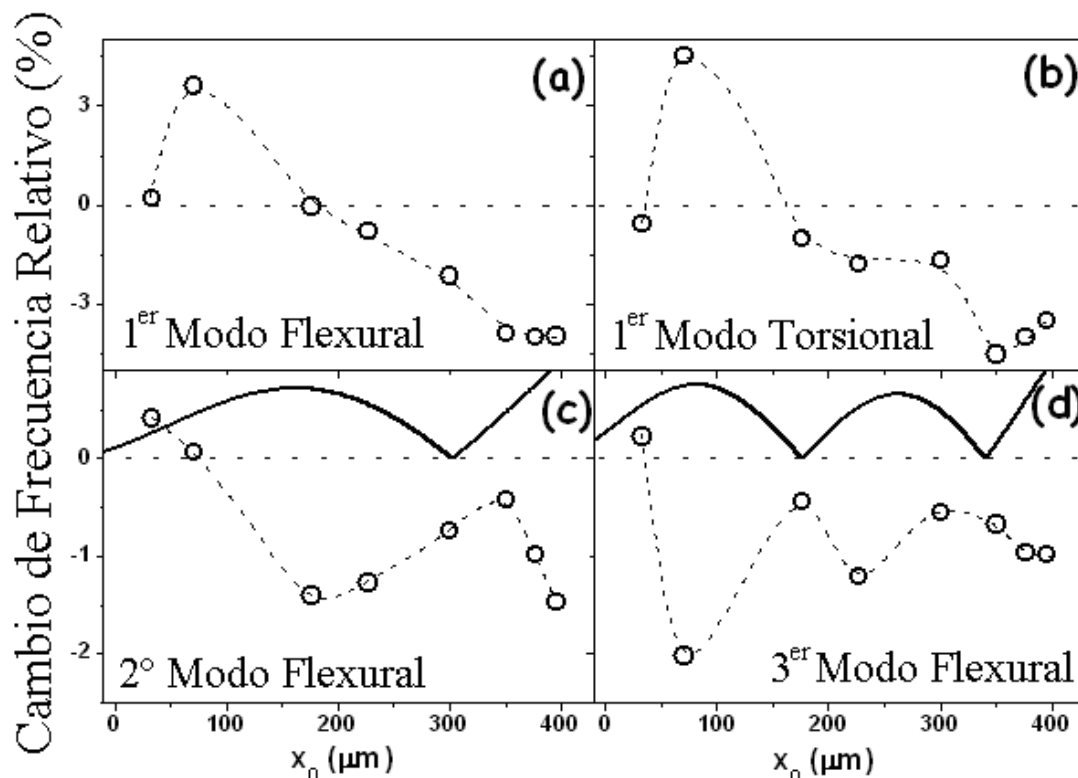 Cambio de Frecuencia Relativo (%)
(a)
(b)
3
0
-3
1er Modo Flexural
1er Modo Torsional
(c)
(d)
0
-1
-2
2° Modo Flexural
3er Modo Flexural
0 100 200 300 400
0 100 200 300 400
x0 (μm)
x0 (μm)